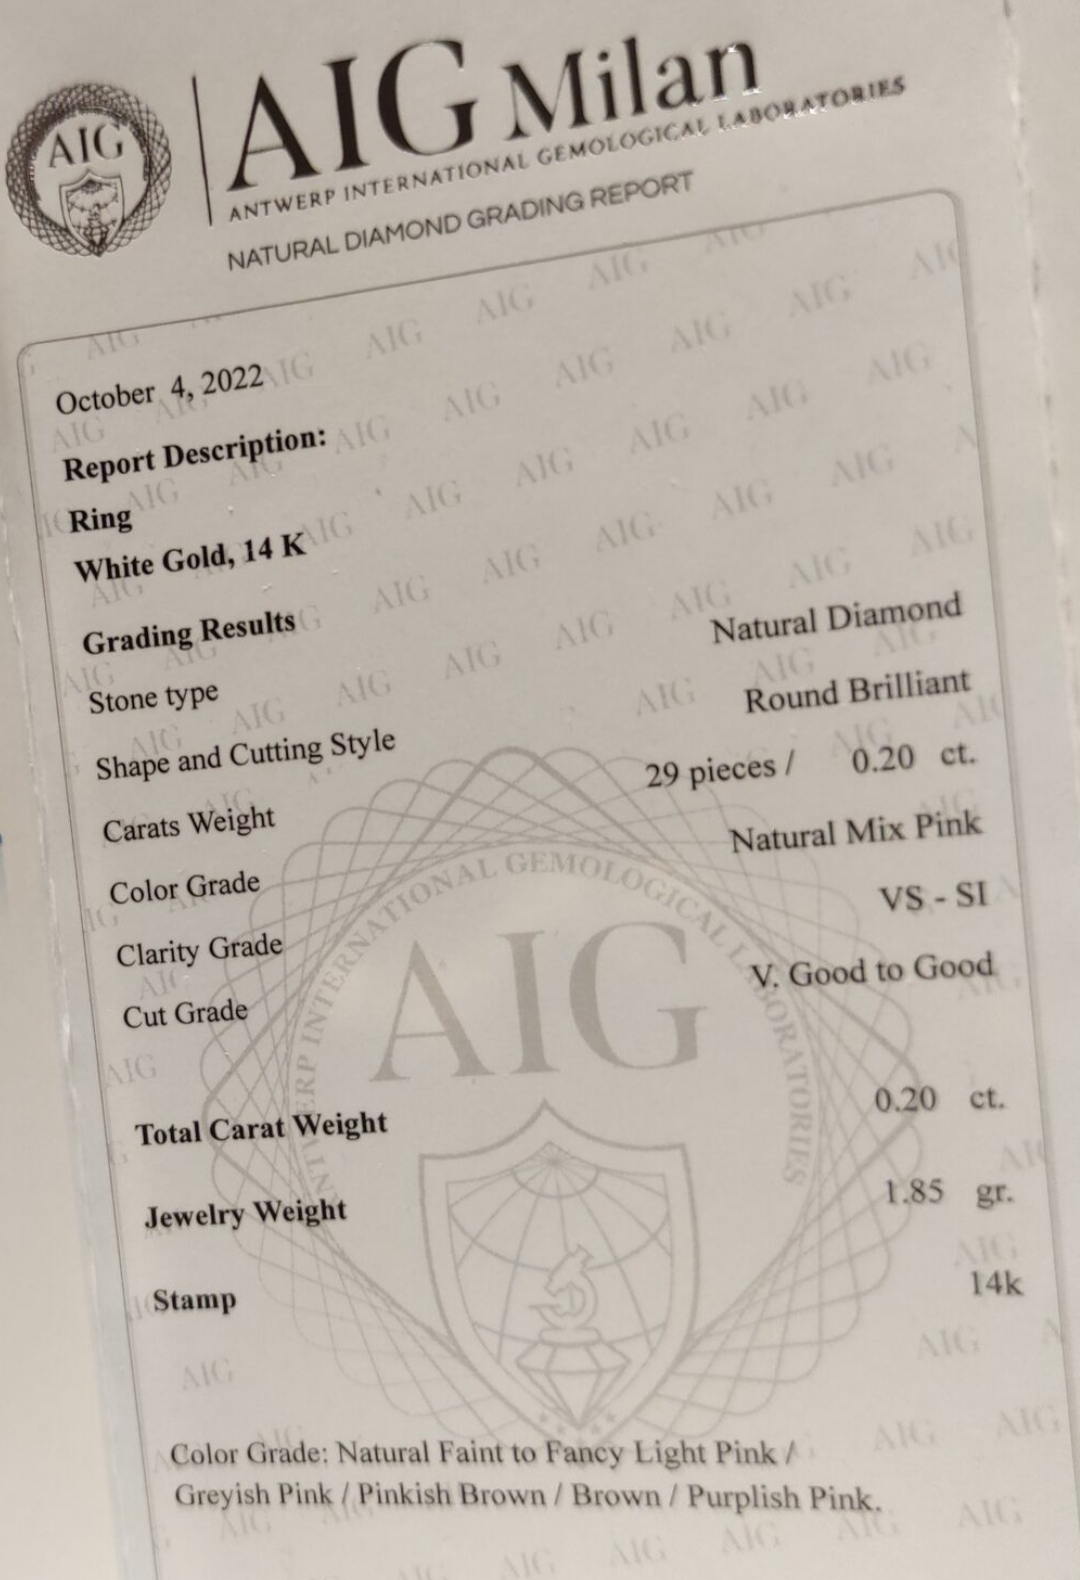 AIG
AIG Milan
ANTWERP INTERNATIONAL GEMOLOGICAL LABORATORIES
NATURAL DIAMOND GRADING REPORT
October 4, 2022
Report Description:
Ring
White Gold, 14 K
Grading Results
Stone type Natural Diamond
Shape and Cutting Style Round Brilliant
Carats Weight 29 pieces / 0.20 ct.
Color Grade Natural Mix Pink
Clarity Grade VS - SI
Cut Grade V. Good to Good
ANTWERP INTERNATIONAL GEMOLOGICAL LABORATORIES
AIG
Total Carat Weight 0.20 ct.
Jewelry Weight 1.85 gr.
Stamp 14k
Color Grade: Natural Faint to Fancy Light Pink /
Greyish Pink / Pinkish Brown / Brown / Purplish Pink.